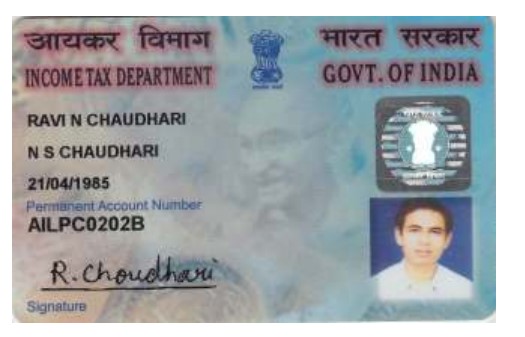 आयकर विभाग
INCOME TAX DEPARTMENT
भारत सरकार
GOVT. OF INDIA
RAVI N CHAUDHARI
N S CHAUDHARI
21/04/1985
Permanent Account Number
AILPC0202B
R. Choudhari
Signature